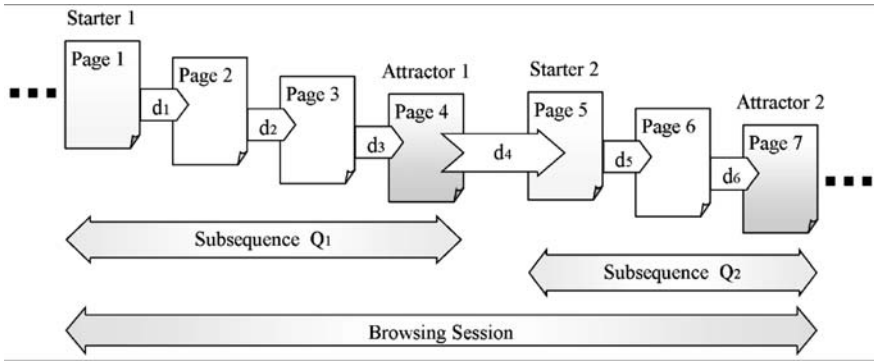 Starter 1
Page 1
Page 2
Page 3
Attractor 1
Page 4
Starter 2
Page 5
Page 6
Attractor 2
Page 7
d1
d2
d3
d4
d5
d6
Subsequence Q1
Subsequence Q2
Browsing Session